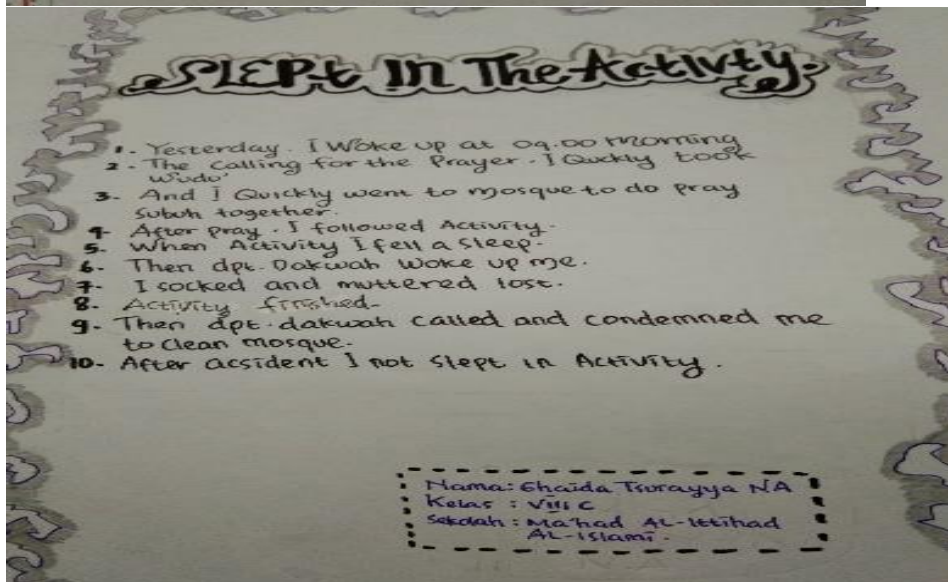 SLEPt In The Activty.
1. Yesterday. I Woke up at 04.00 morning
2. The calling for the Prayer. I Quckly took
wudu'
3. And I Quickly went to mosque to do pray
subuh together.
4. After pray. I followed Activity.
5. When Activity I fell a sleep.
6. Then dpt. Dakwah woke up me.
7. I socked and muttered lost.
8. Activity finished.
9. Then dpt. dakwah called and condemned me
to clean mosque.
10. After acsident I not slept in Activity.
Nama: Ghaida Tsurayya NA
Kelas : VIII C
Sekolah : Ma'had AL-Ittihad
AL-Islami.